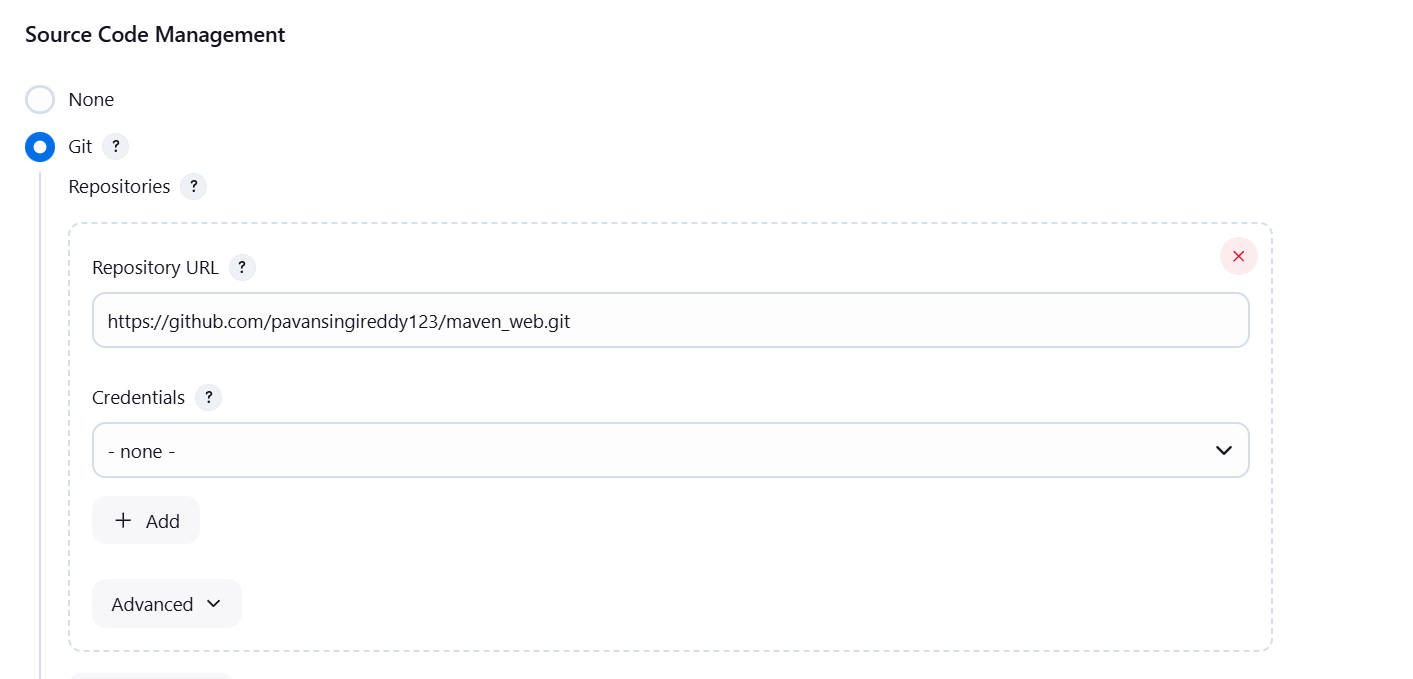 Source Code Management
None
Git ?
Repositories ?
Repository URL ?
https://github.com/pavansingireddy123/maven_web.git
Credentials ?
- none -
+ Add
Advanced